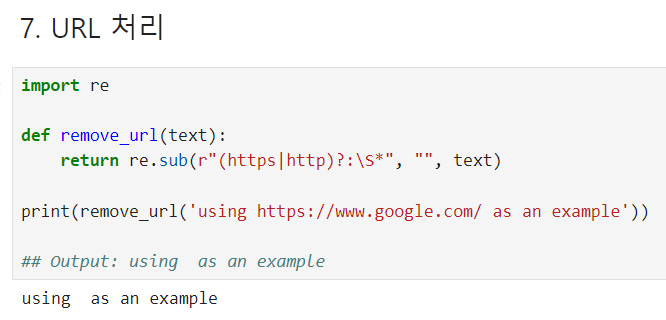 7. URL 처리
import re
def remove_url(text):
    return re.sub(r"(https|http)?:\S*", "", text)
print(remove_url('using https://www.google.com/ as an example'))
## Output: using  as an example
using  as an example